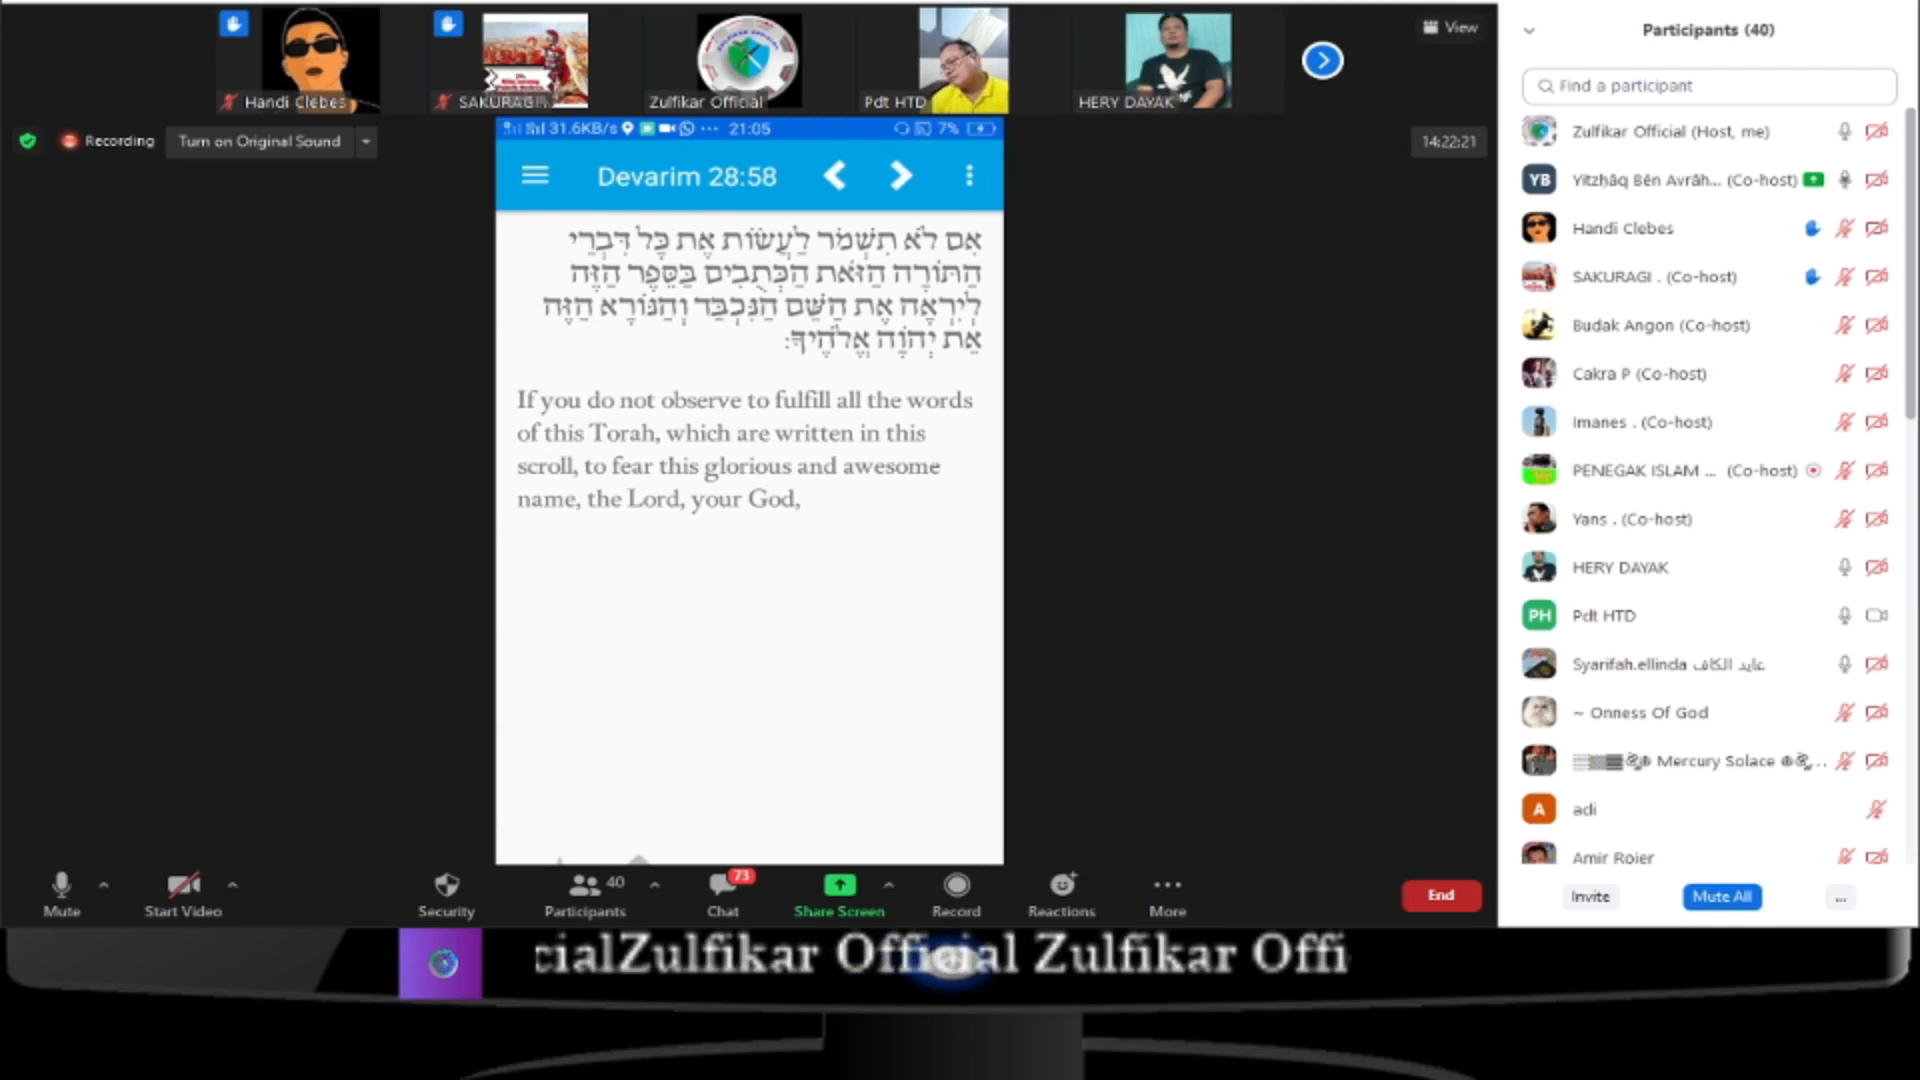 Handi Clebes
SAKURAGI .
Zulfikar Official
Pdt HTD
HERY DAYAK
View
Recording
Turn on Original Sound
14:22:21
31.6KB/s
21:05
7%
Devarim 28:58
אִם לֹא תִשְׁמֹר לַעֲשׂוֹת אֶת כָּל דִּבְרֵי
הַתּוֹרָה הַזֹּאת הַכְּתֻבִים בַּסֵּפֶר הַזֶּה
לְיִרְאָה אֶת הַשֵּׁם הַנִּכְבָּד וְהַנּוֹרָא הַזֶּה
אֵת יְהֹוָה אֱלֹהֶיךָ:
If you do not observe to fulfill all the words
of this Torah, which are written in this
scroll, to fear this glorious and awesome
name, the Lord, your God,
Participants (40)
Find a participant
Zulfikar Official (Host, me)
YB Yitzhâq Bên Avrâh... (Co-host)
Handi Clebes
SAKURAGI . (Co-host)
Budak Angon (Co-host)
Cakra P (Co-host)
Imanes . (Co-host)
PENEGAK ISLAM ... (Co-host)
Yans . (Co-host)
HERY DAYAK
PH Pdt HTD
Syarifah.ellinda عايد الكاف
~ Onness Of God
Mercury Solace
A adi
Amir Roier
Invite
Mute All
...
Mute
Start Video
Security
Participants 40
Chat 73
Share Screen
Record
Reactions
More
End
cialZulfikar Official Zulfikar Offi